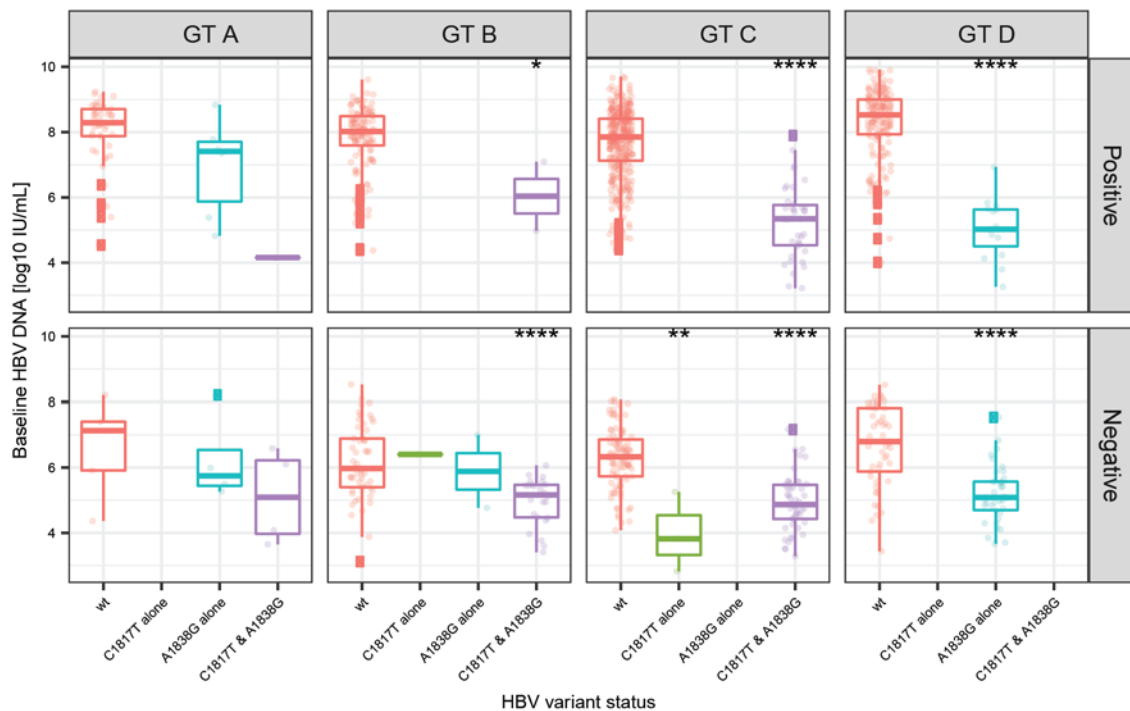 GT A
GT B
GT C
GT D
Baseline HBV DNA [log10 IU/mL]
10
8
6
4
*
****
****
Positive
10
8
6
4
****
**
****
****
Negative
wt
C1817T alone
A1838G alone
C1817T & A1838G
wt
C1817T alone
A1838G alone
C1817T & A1838G
wt
C1817T alone
A1838G alone
C1817T & A1838G
wt
C1817T alone
A1838G alone
C1817T & A1838G
HBV variant status